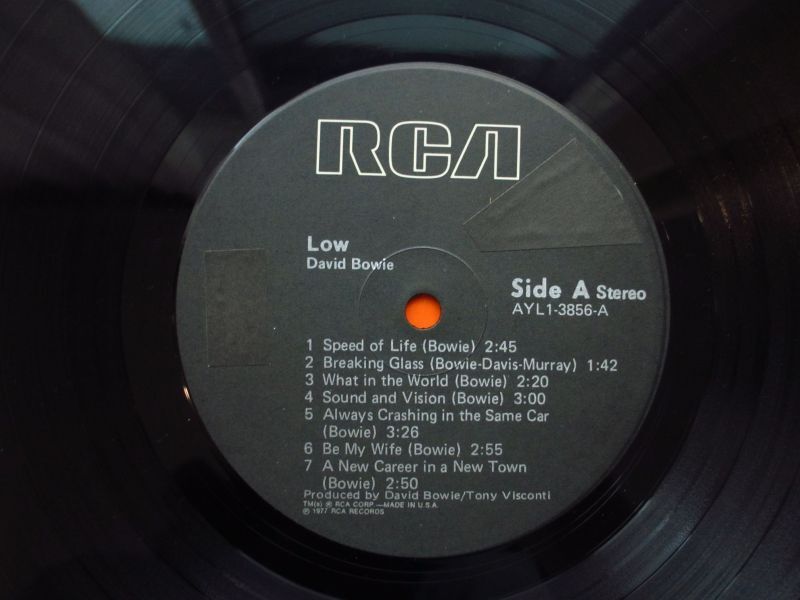 RCA
Low
David Bowie
Side A Stereo
AYL1-3856-A
1 Speed of Life (Bowie) 2:45
2 Breaking Glass (Bowie-Davis-Murray) 1:42
3 What in the World (Bowie) 2:20
4 Sound and Vision (Bowie) 3:00
5 Always Crashing in the Same Car
(Bowie) 3:26
6 Be My Wife (Bowie) 2:55
7 A New Career in a New Town
(Bowie) 2:50
Produced by David Bowie/Tony Visconti
TM(s) ® RCA CORP.—MADE IN U.S.A.
℗ 1977 RCA RECORDS